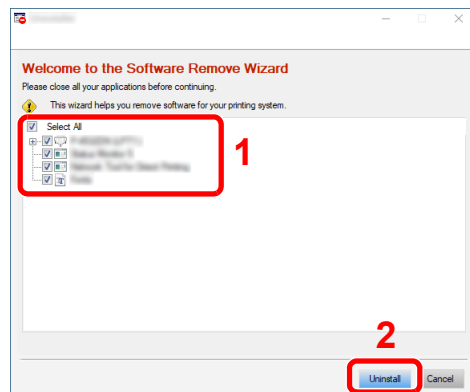 Welcome to the Software Remove Wizard
Please close all your applications before continuing.
This wizard helps you remove software for your printing system.
Select All
1
2
Uninstall Cancel